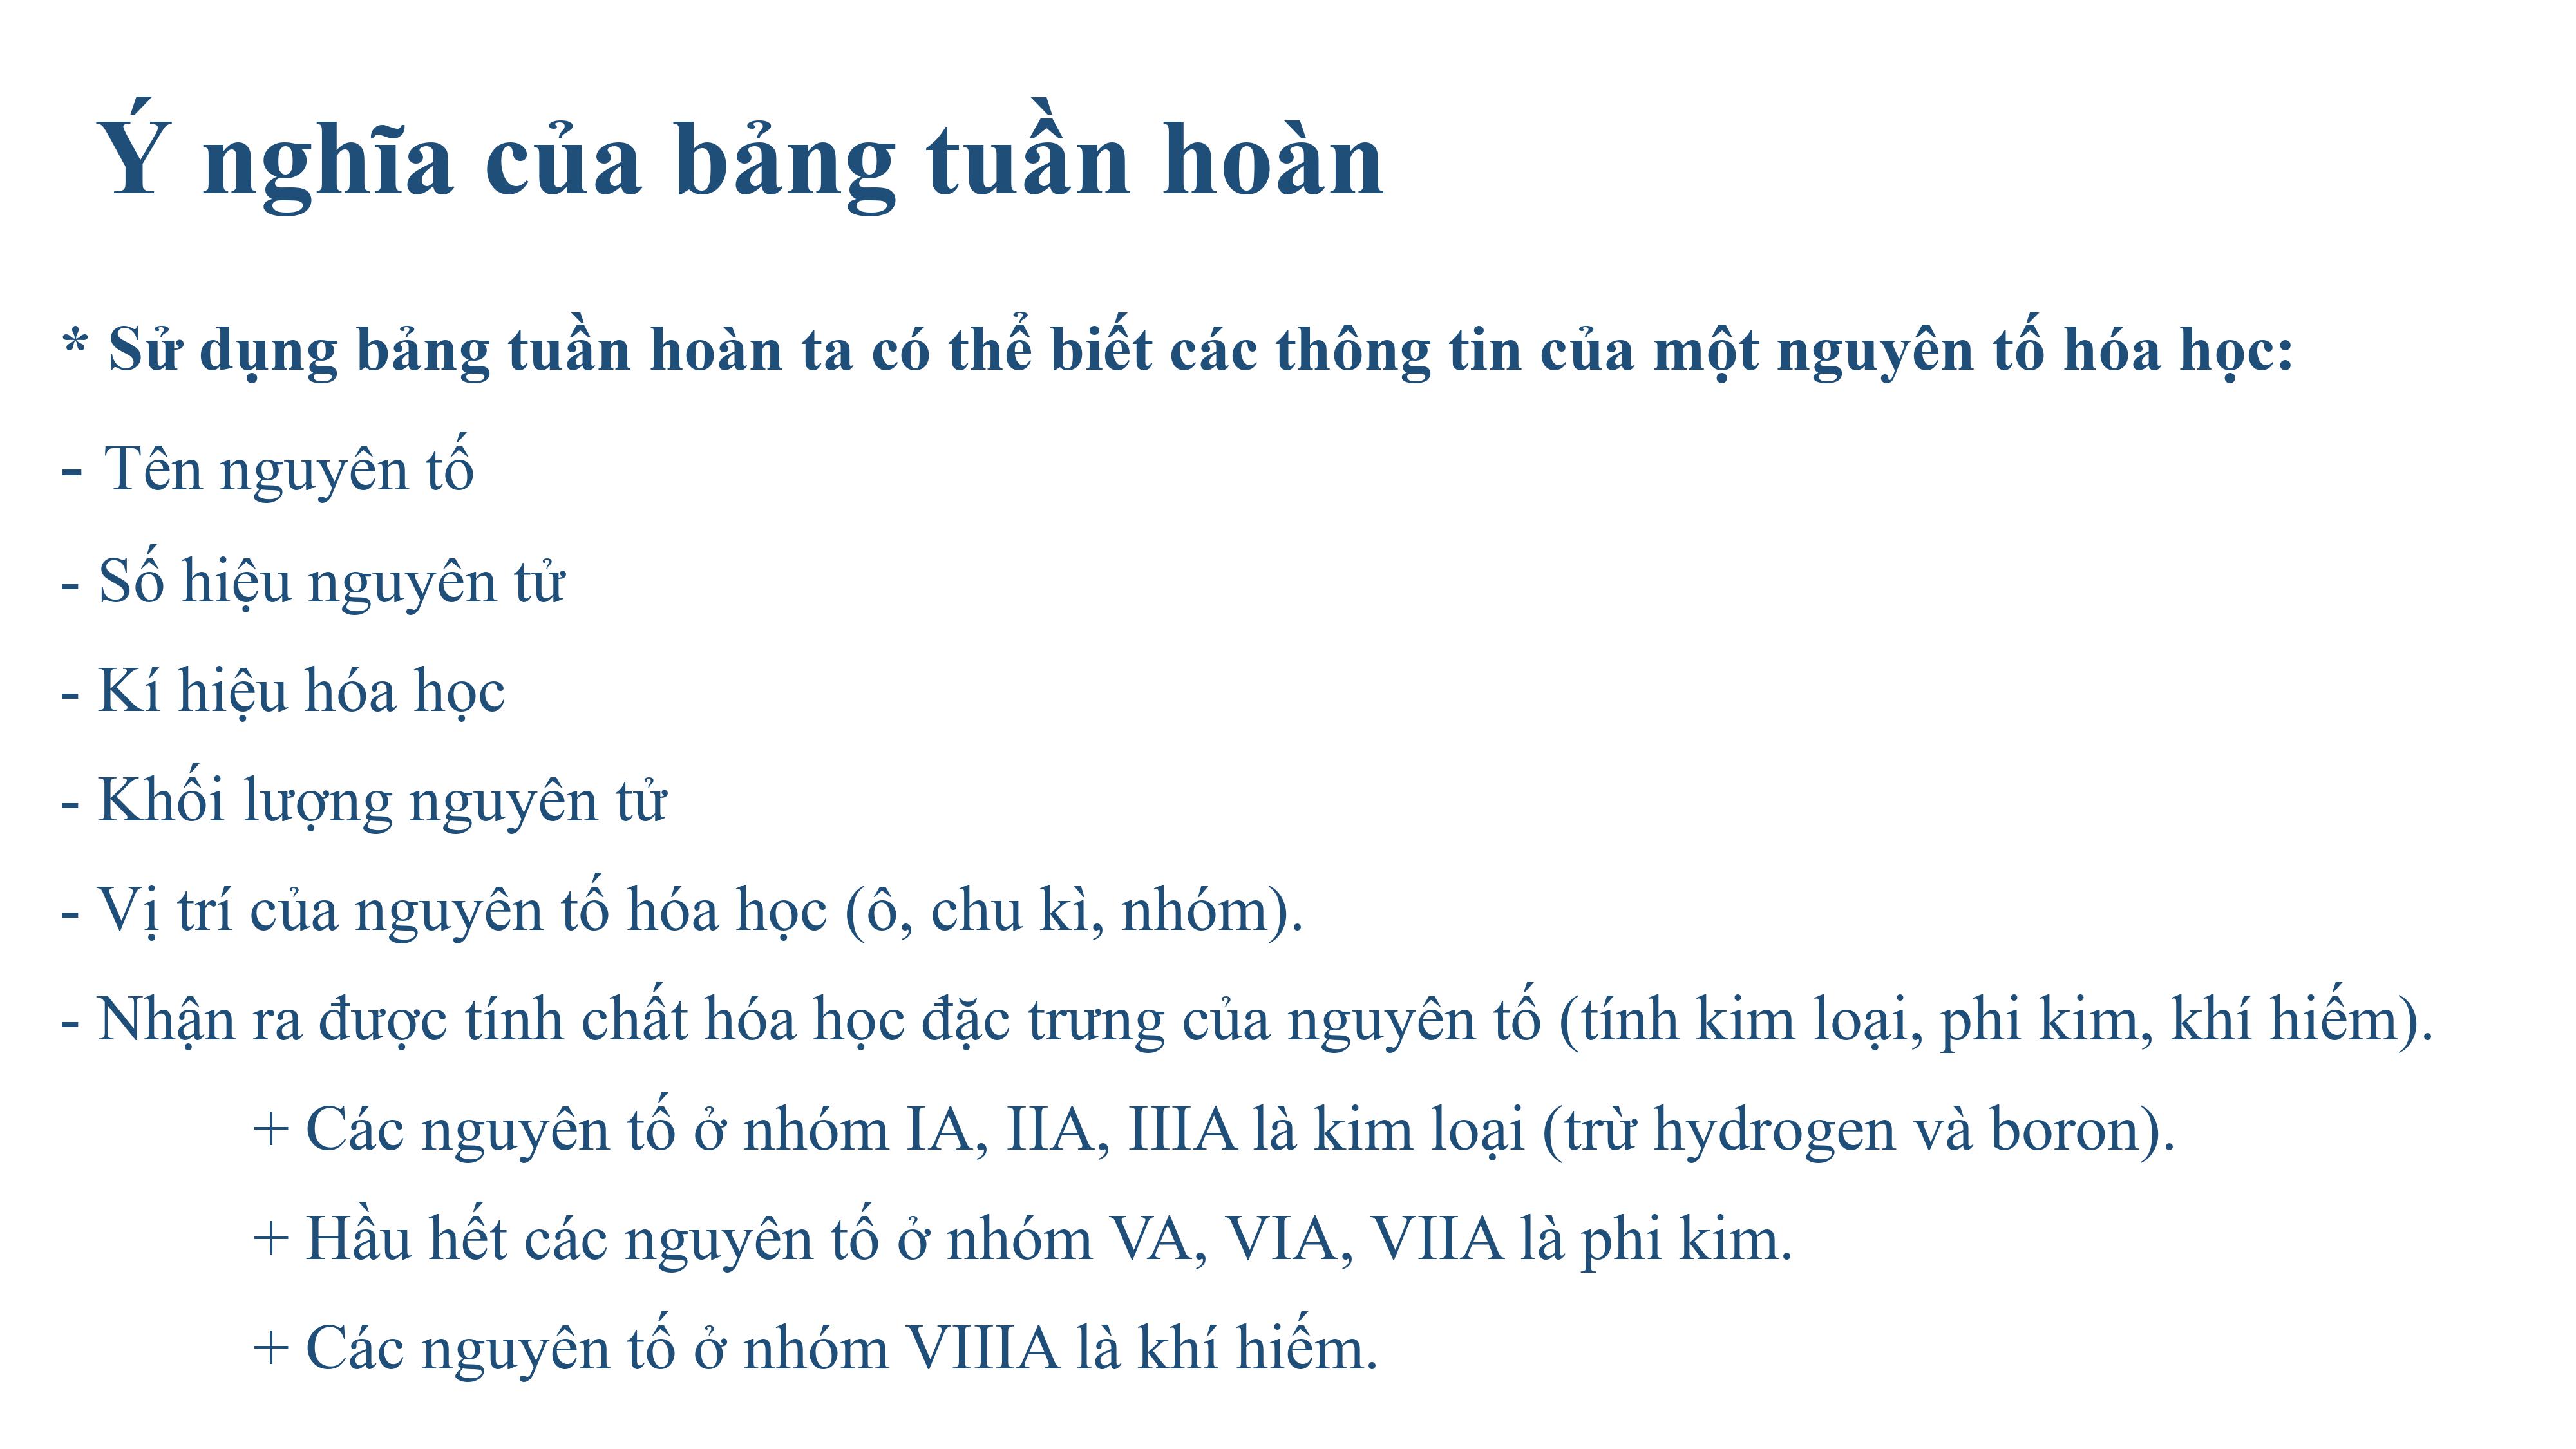 Ý nghĩa của bảng tuần hoàn
* Sử dụng bảng tuần hoàn ta có thể biết các thông tin của một nguyên tố hóa học:
- Tên nguyên tố
- Số hiệu nguyên tử
- Kí hiệu hóa học
- Khối lượng nguyên tử
- Vị trí của nguyên tố hóa học (ô, chu kì, nhóm).
- Nhận ra được tính chất hóa học đặc trưng của nguyên tố (tính kim loại, phi kim, khí hiếm).
+ Các nguyên tố ở nhóm IA, IIA, IIIA là kim loại (trừ hydrogen và boron).
+ Hầu hết các nguyên tố ở nhóm VA, VIA, VIIA là phi kim.
+ Các nguyên tố ở nhóm VIIIA là khí hiếm.